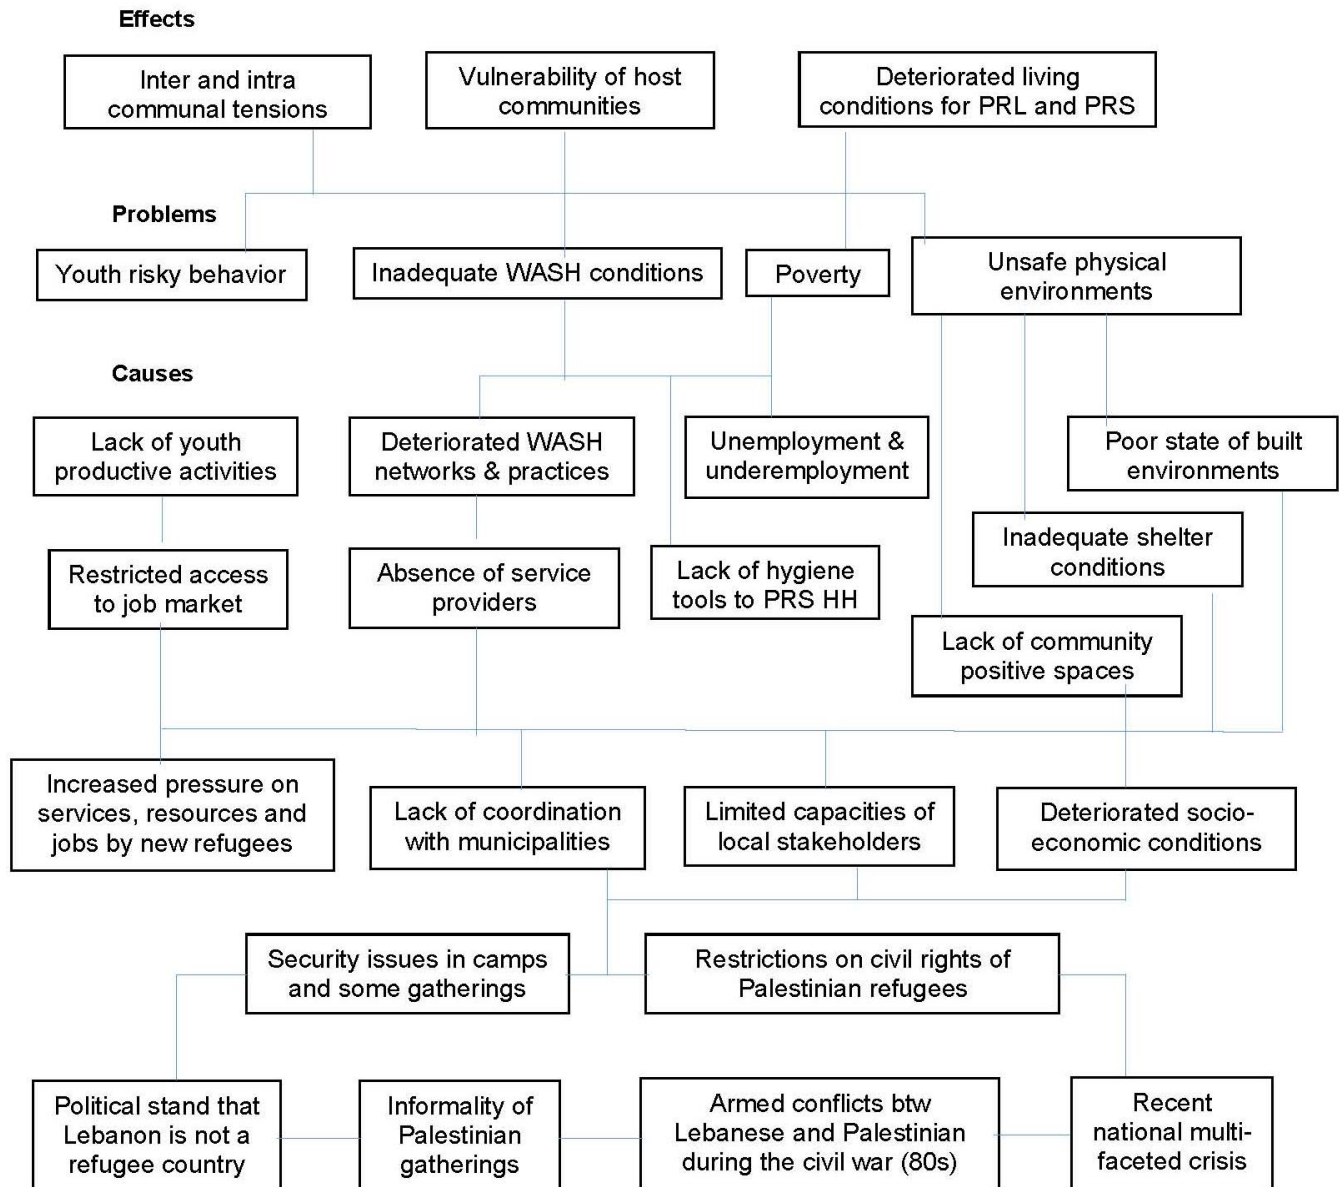 Effects
Inter and intra
communal tensions
Vulnerability of host
communities
Deteriorated living
conditions for PRL and PRS
Problems
Youth risky behavior
Inadequate WASH conditions
Poverty
Unsafe physical
environments
Causes
Lack of youth
productive activities
Deteriorated WASH
networks & practices
Unemployment &
underemployment
Poor state of built
environments
Inadequate shelter
conditions
Restricted access
to job market
Absence of service
providers
Lack of hygiene
tools to PRS HH
Lack of community
positive spaces
Increased pressure on
services, resources and
jobs by new refugees
Lack of coordination
with municipalities
Limited capacities of
local stakeholders
Deteriorated socio-
economic conditions
Security issues in camps
and some gatherings
Restrictions on civil rights of
Palestinian refugees
Political stand that
Lebanon is not a
refugee country
Informality of
Palestinian
gatherings
Armed conflicts btw
Lebanese and Palestinian
during the civil war (80s)
Recent
national multi-
faceted crisis